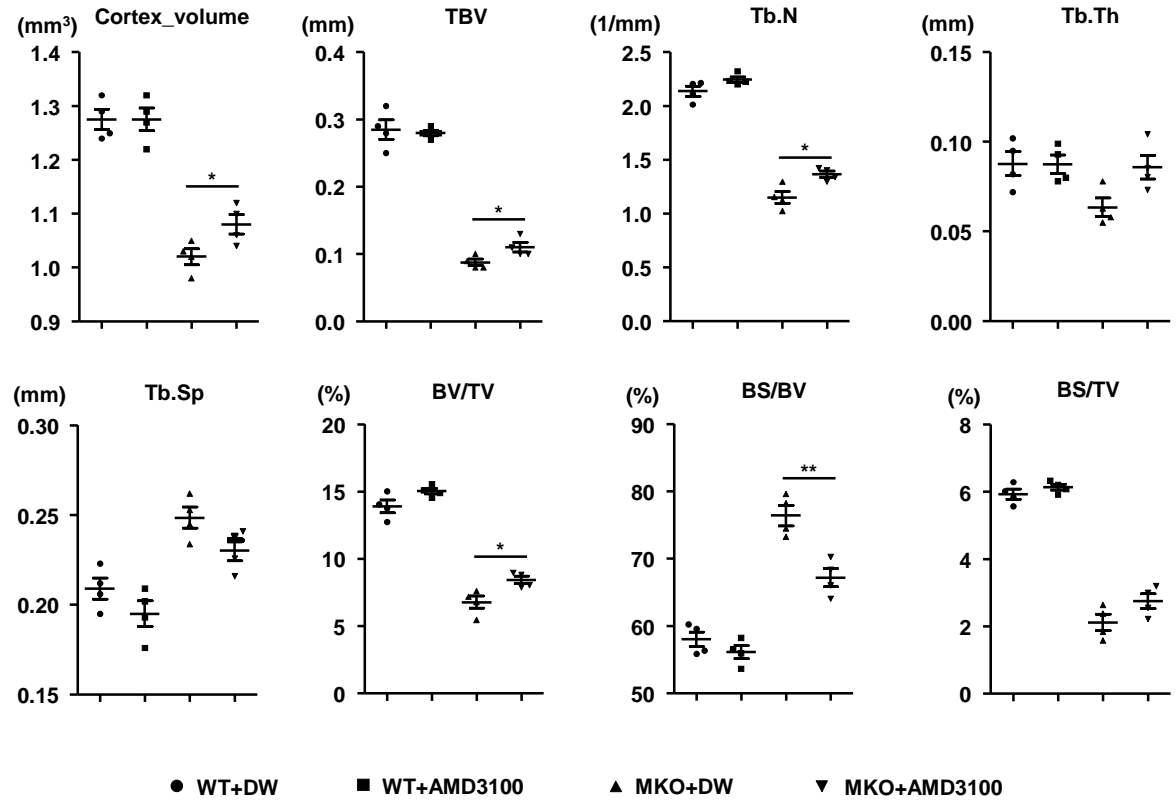 Cortex_volume TBV Tb.N Tb.Th
(mm³) (mm) (1/mm) (mm)
1.4 0.4 2.5 0.20
1.3 2.0
0.3 0.15
1.2 1.5
0.2 0.10
* *
1.1 * 1.0
0.1 0.05
1.0 0.5
0.9 0.0 0.0 0.00
Tb.Sp BV/TV BS/BV BS/TV
(mm) (%) (%) (%)
0.30 20 90 8
**
80
0.25 15 6
70
10 4
*
0.20 60
5 2
0.15 0 50 0
WT+DW WT+AMD3100 MKO+DW MKO+AMD3100